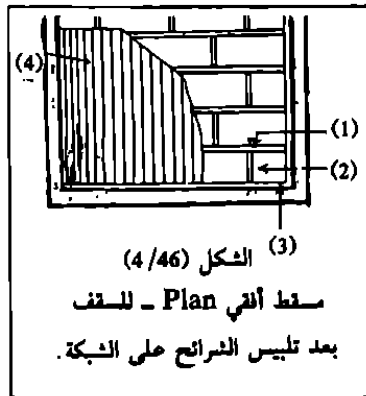 (4)
(1)
(2)
(3)
الشكل (4/46)
مسقط أفقي Plan ـ للسقف
بعد تلبيس الشرائح على الشبكة.